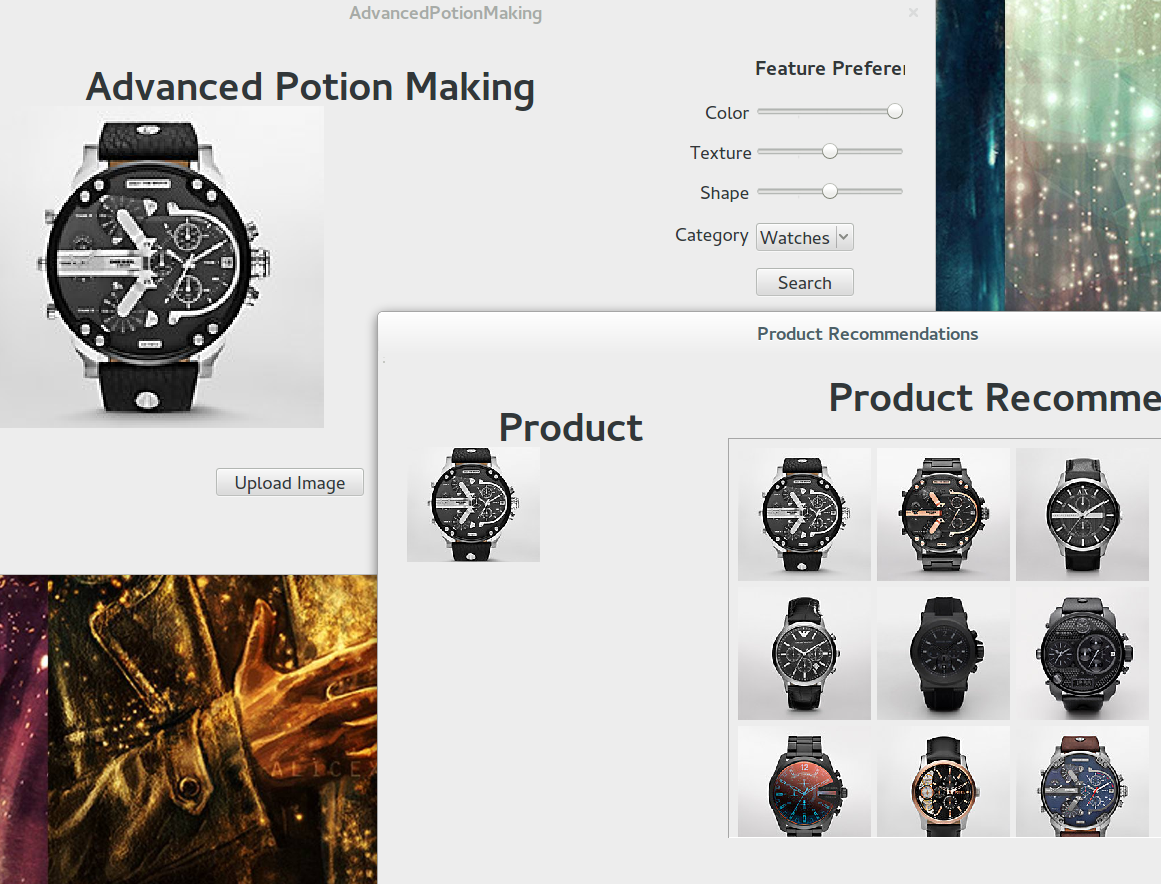 AdvancedPotionMaking
Advanced Potion Making
Feature Preferen
Color
Texture
Shape
Category Watches
Search
Upload Image
Product Recommendations
Product Recomme
Product
ALICE